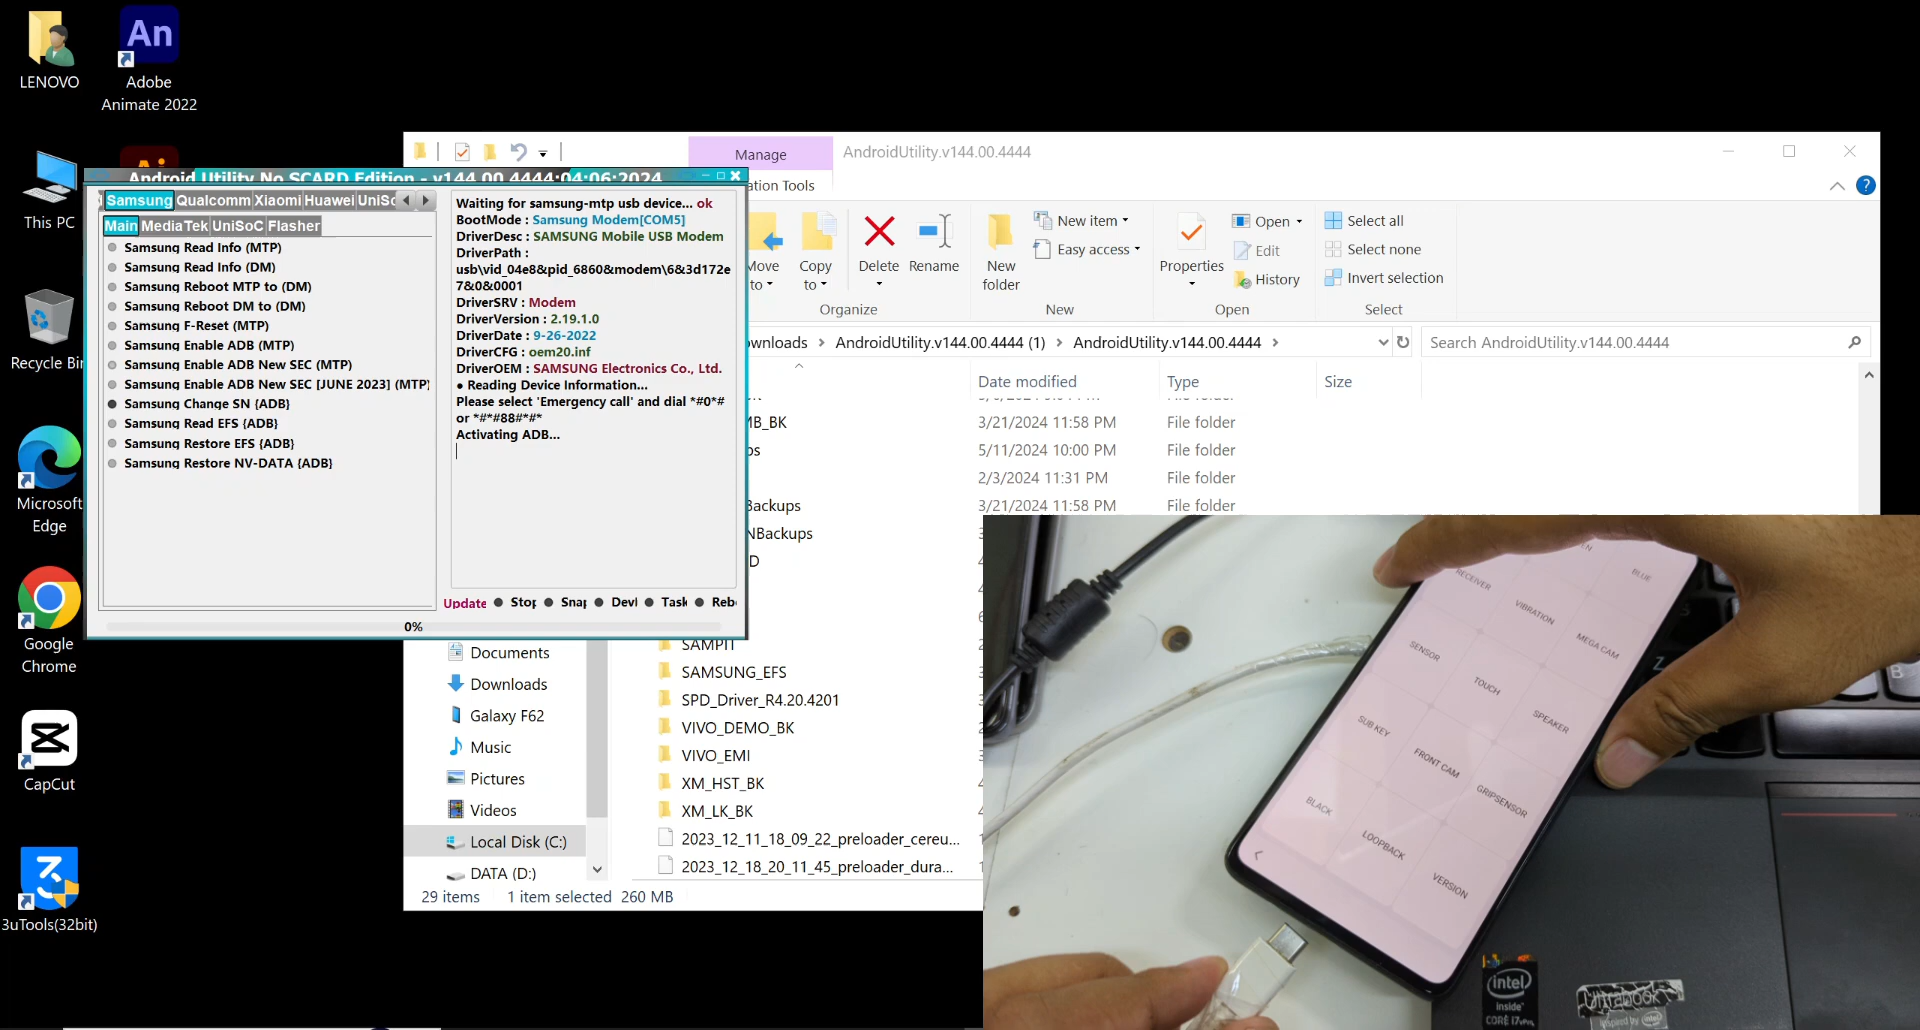 LENOVO
Adobe
Animate 2022
An
This PC
Recycle Bin
Microsoft
Edge
Google
Chrome
CapCut
3uTools(32bit)
Manage
AndroidUtility.v144.00.4444
Android Utility No SCARD Edition - v144.00.4444:04:06:2024
Samsung Qualcomm Xiaomi Huawei
Main MediaTek UniSoC Flasher
Samsung Read Info (MTP)
Samsung Read Info (DM)
Samsung Reboot MTP to (DM)
Samsung Reboot DM to (DM)
Samsung F-Reset (MTP)
Samsung Enable ADB (MTP)
Samsung Enable ADB New SEC (MTP)
Samsung Enable ADB New SEC [JUNE 2023] (MTP)
Samsung Change SN {ADB}
Samsung Read EFS {ADB}
Samsung Restore EFS {ADB}
Samsung Restore NV-DATA {ADB}
Waiting for samsung-mtp usb device... ok
BootMode : Samsung Modem[COM5]
DriverDesc : SAMSUNG Mobile USB Modem
DriverPath :
usb\vid_04e8&pid_6860&modem\6&3d172e
7&0&0001
DriverSRV : Modem
DriverVersion : 2.19.1.0
DriverDate : 9-26-2022
DriverCFG : oem20.inf
DriverOEM : SAMSUNG Electronics Co., Ltd.
● Reading Device Information...
Please select 'Emergency call' and dial *#0*#
or *#*#88#*#*
Activating ADB...
Update Stop
0%
Tools
Copy
to
Delete
Rename
Organize
New
folder
New item
Easy access
New
Properties
Open
Edit
History
Open
Select all
Select none
Invert selection
Select
AndroidUtility.v144.00.4444 (1) > AndroidUtility.v144.00.4444 >
Search AndroidUtility.v144.00.4444
Date modified Type Size
3/21/2024 11:58 PM File folder
5/11/2024 10:00 PM File folder
2/3/2024 11:31 PM File folder
3/21/2024 11:58 PM File folder
Documents
Downloads
Galaxy F62
Music
Pictures
Videos
Local Disk (C:)
DATA (D:)
SAMPIT
SAMSUNG_EFS
SPD_Driver_R4.20.4201
VIVO_DEMO_BK
VIVO_EMI
XM_HST_BK
XM_LK_BK
2023_12_11_18_09_22_preloader_cereu...
2023_12_18_20_11_45_preloader_dura...
29 items 1 item selected 260 MB
RECEIVER
BLUE
VIBRATION
MEGA CAM
SENSOR
TOUCH
SPEAKER
SUB KEY
FRONT CAM
GRIPSENSOR
BLACK
LOOPBACK
VERSION
intel
inside
CORE i7 vPro
Ultrabook
Inspired by intel